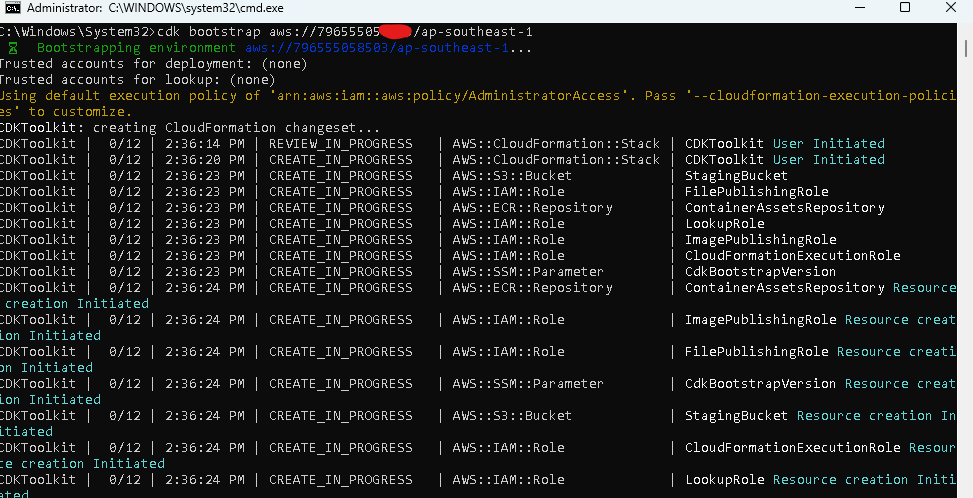 Administrator: C:\WINDOWS\system32\cmd.exe
C:\Windows\System32>cdk bootstrap aws://79655505 /ap-southeast-1
Bootstrapping environment aws://796555058503/ap-southeast-1...
Trusted accounts for deployment: (none)
Trusted accounts for lookup: (none)
Using default execution policy of 'arn:aws:iam::aws:policy/AdministratorAccess'. Pass '--cloudformation-execution-polici
es' to customize.
CDKToolkit: creating CloudFormation changeset...
CDKToolkit | 0/12 | 2:36:14 PM | REVIEW_IN_PROGRESS | AWS::CloudFormation::Stack | CDKToolkit User Initiated
CDKToolkit | 0/12 | 2:36:20 PM | CREATE_IN_PROGRESS | AWS::CloudFormation::Stack | CDKToolkit User Initiated
CDKToolkit | 0/12 | 2:36:23 PM | CREATE_IN_PROGRESS | AWS::S3::Bucket | StagingBucket
CDKToolkit | 0/12 | 2:36:23 PM | CREATE_IN_PROGRESS | AWS::IAM::Role | FilePublishingRole
CDKToolkit | 0/12 | 2:36:23 PM | CREATE_IN_PROGRESS | AWS::ECR::Repository | ContainerAssetsRepository
CDKToolkit | 0/12 | 2:36:23 PM | CREATE_IN_PROGRESS | AWS::IAM::Role | LookupRole
CDKToolkit | 0/12 | 2:36:23 PM | CREATE_IN_PROGRESS | AWS::IAM::Role | ImagePublishingRole
CDKToolkit | 0/12 | 2:36:23 PM | CREATE_IN_PROGRESS | AWS::IAM::Role | CloudFormationExecutionRole
CDKToolkit | 0/12 | 2:36:23 PM | CREATE_IN_PROGRESS | AWS::SSM::Parameter | CdkBootstrapVersion
CDKToolkit | 0/12 | 2:36:24 PM | CREATE_IN_PROGRESS | AWS::ECR::Repository | ContainerAssetsRepository Resource
creation Initiated
CDKToolkit | 0/12 | 2:36:24 PM | CREATE_IN_PROGRESS | AWS::IAM::Role | ImagePublishingRole Resource creat
ion Initiated
CDKToolkit | 0/12 | 2:36:24 PM | CREATE_IN_PROGRESS | AWS::IAM::Role | FilePublishingRole Resource creati
on Initiated
CDKToolkit | 0/12 | 2:36:24 PM | CREATE_IN_PROGRESS | AWS::SSM::Parameter | CdkBootstrapVersion Resource creat
ion Initiated
CDKToolkit | 0/12 | 2:36:24 PM | CREATE_IN_PROGRESS | AWS::S3::Bucket | StagingBucket Resource creation In
itiated
CDKToolkit | 0/12 | 2:36:24 PM | CREATE_IN_PROGRESS | AWS::IAM::Role | CloudFormationExecutionRole Resour
ce creation Initiated
CDKToolkit | 0/12 | 2:36:24 PM | CREATE_IN_PROGRESS | AWS::IAM::Role | LookupRole Resource creation Initi
ated